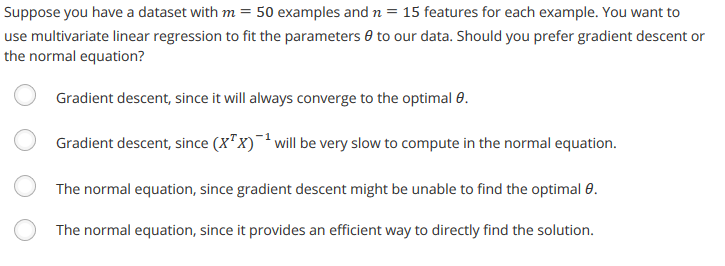 Suppose you have a dataset with m = 50 examples and n = 15 features for each example. You want to
use multivariate linear regression to fit the parameters θ to our data. Should you prefer gradient descent or
the normal equation?
Gradient descent, since it will always converge to the optimal θ.
Gradient descent, since (XᵀX)⁻¹ will be very slow to compute in the normal equation.
The normal equation, since gradient descent might be unable to find the optimal θ.
The normal equation, since it provides an efficient way to directly find the solution.